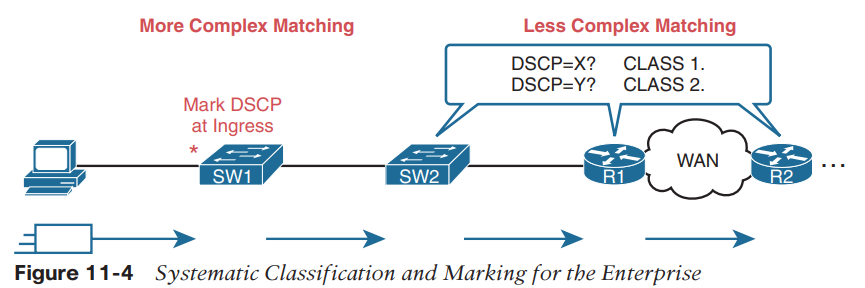 More Complex Matching
Less Complex Matching
DSCP=X? CLASS 1.
DSCP=Y? CLASS 2.
Mark DSCP
at Ingress
*
SW1
SW2
R1
WAN
R2
...
Figure 11-4 Systematic Classification and Marking for the Enterprise